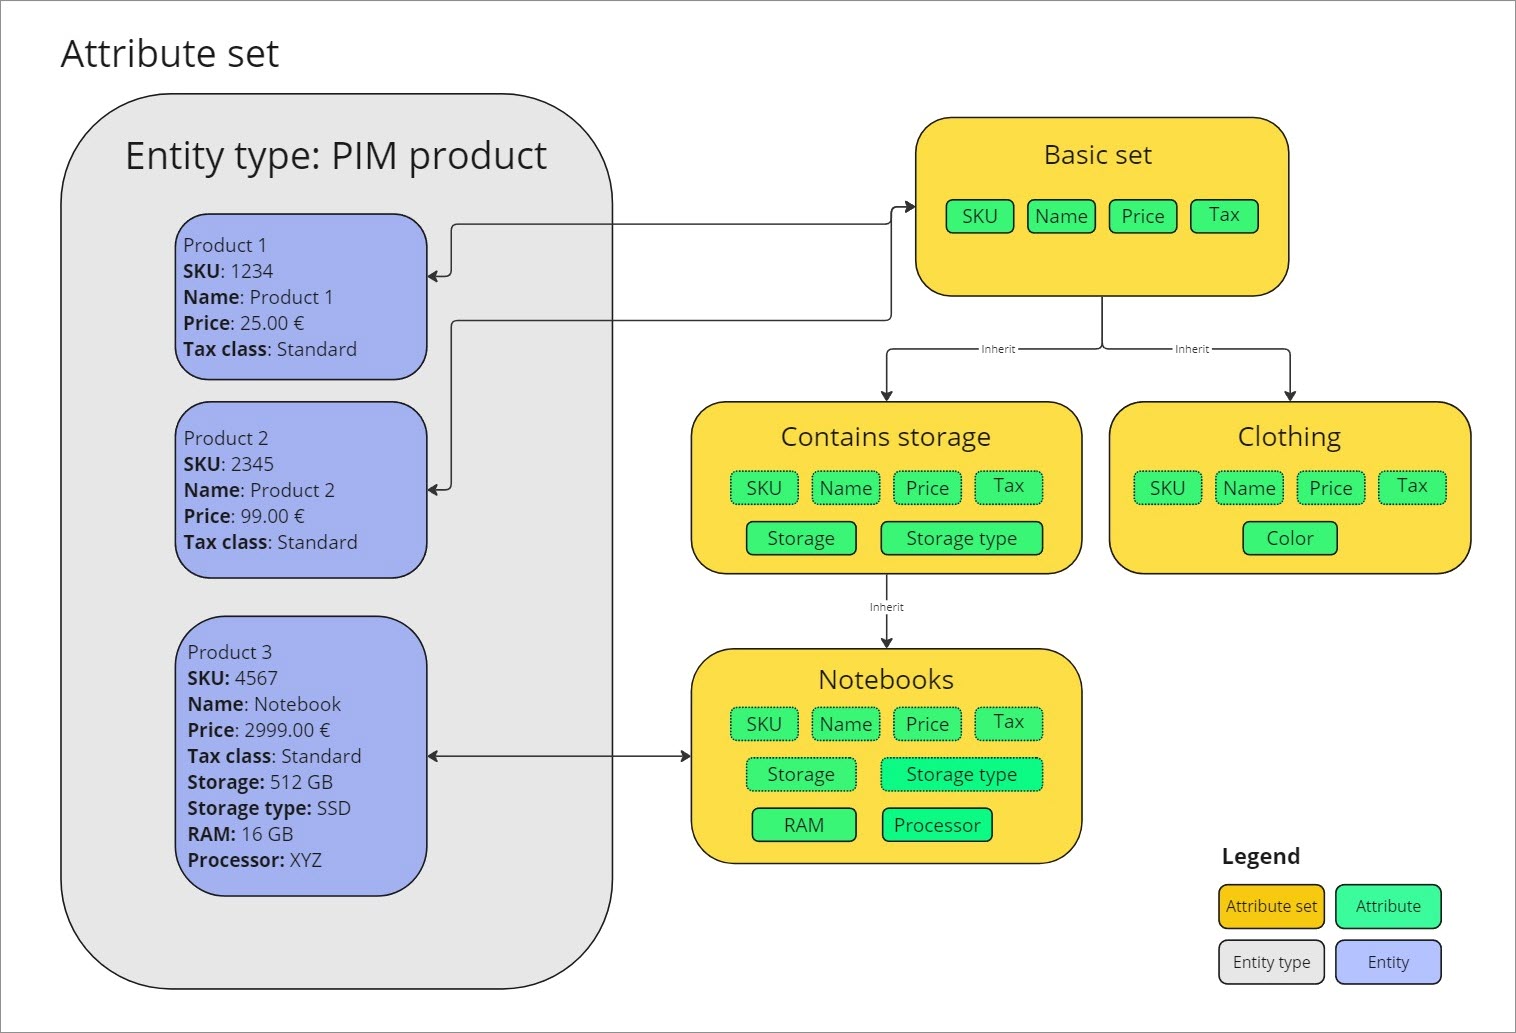 Attribute set
Entity type: PIM product
Product 1
SKU: 1234
Name: Product 1
Price: 25.00 €
Tax class: Standard
Product 2
SKU: 2345
Name: Product 2
Price: 99.00 €
Tax class: Standard
Product 3
SKU: 4567
Name: Notebook
Price: 2999.00 €
Tax class: Standard
Storage: 512 GB
Storage type: SSD
RAM: 16 GB
Processor: XYZ
Basic set
SKU Name Price Tax
Inherit Inherit
Contains storage
SKU Name Price Tax
Storage Storage type
Clothing
SKU Name Price Tax
Color
Inherit
Notebooks
SKU Name Price Tax
Storage Storage type
RAM Processor
Legend
Attribute set Attribute
Entity type Entity